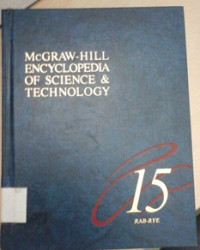 McGRAW-HILL
ENCYCLOPEDIA
OF SCIENCE &
TECHNOLOGY
15
RAB-RYE